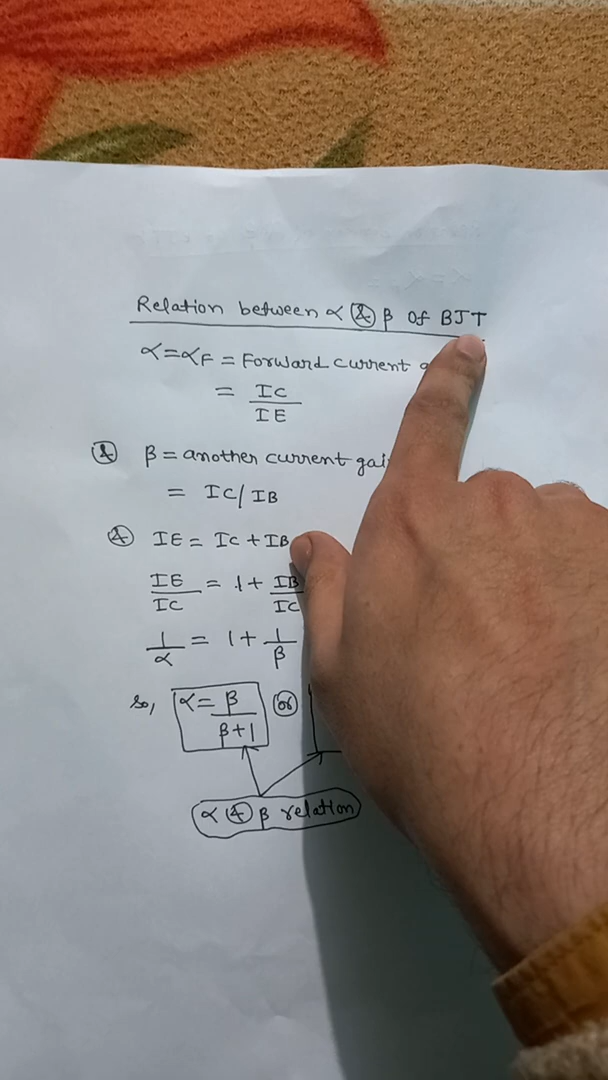 Relation between α & β of BJT
α = αF = Forward current
= IC / IE
& β = another current gai
= IC/IB
& IE = IC + IB
IE/IC = 1 + IB/IC
1/α = 1 + 1/β
so, α = β/β+1 or
α & β relation